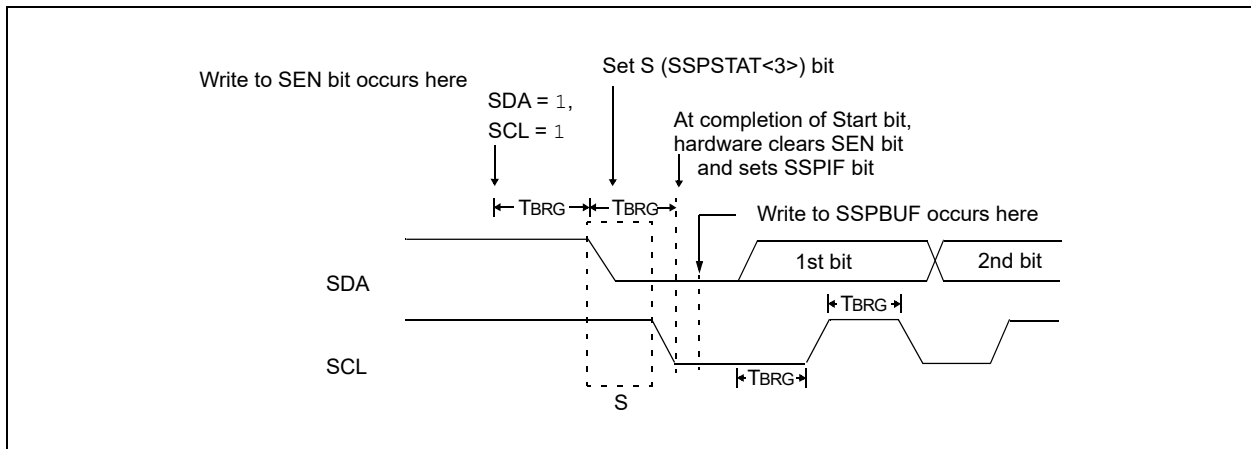 Write to SEN bit occurs here
Set S (SSPSTAT<3>) bit
SDA = 1,
SCL = 1
At completion of Start bit,
hardware clears SEN bit
and sets SSPIF bit
TBRG
TBRG
Write to SSPBUF occurs here
1st bit
2nd bit
SDA
TBRG
SCL
TBRG
S